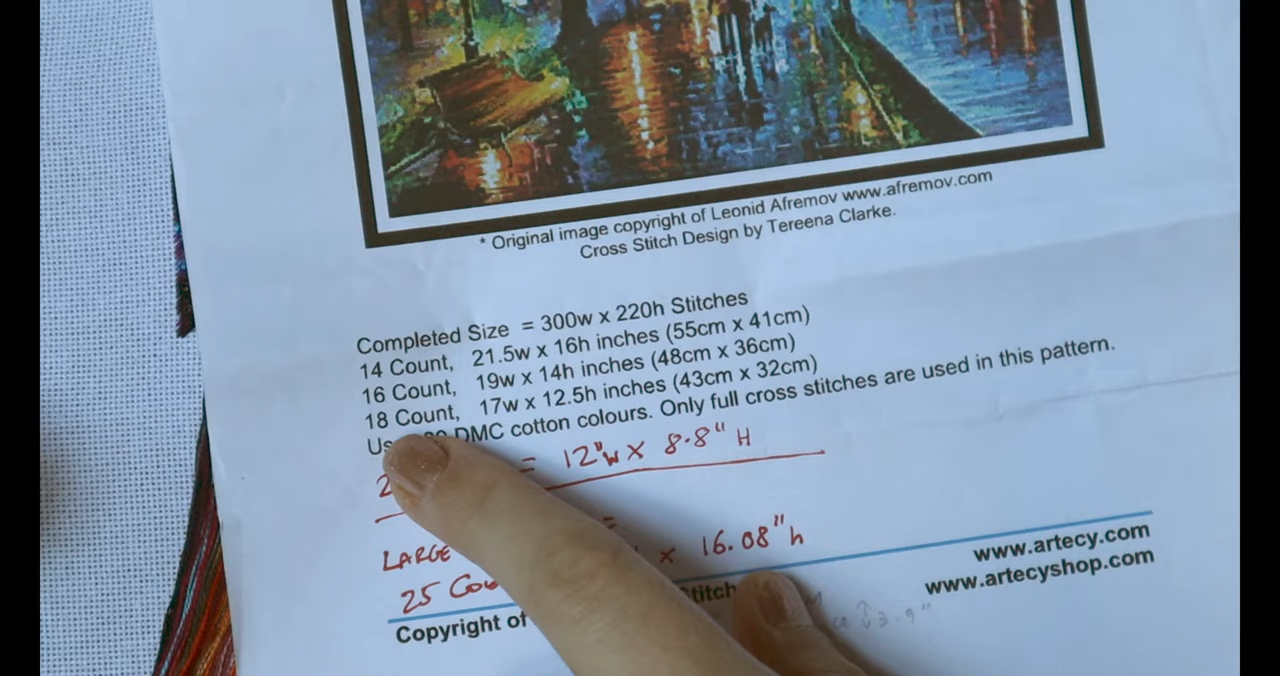 * Original image copyright of Leonid Afremov www.afremov.com
Cross Stitch Design by Tereena Clarke.
Completed Size = 300w x 220h Stitches
14 Count, 21.5w x 16h inches (55cm x 41cm)
16 Count, 19w x 14h inches (48cm x 36cm)
18 Count, 17w x 12.5h inches (43cm x 32cm)
DMC cotton colours. Only full cross stitches are used in this pattern.
= 12"w x 8.8" H
LARGE =
25 x 16.08"h
www.artecy.com
www.artecyshop.com
Copyright of
3.9"